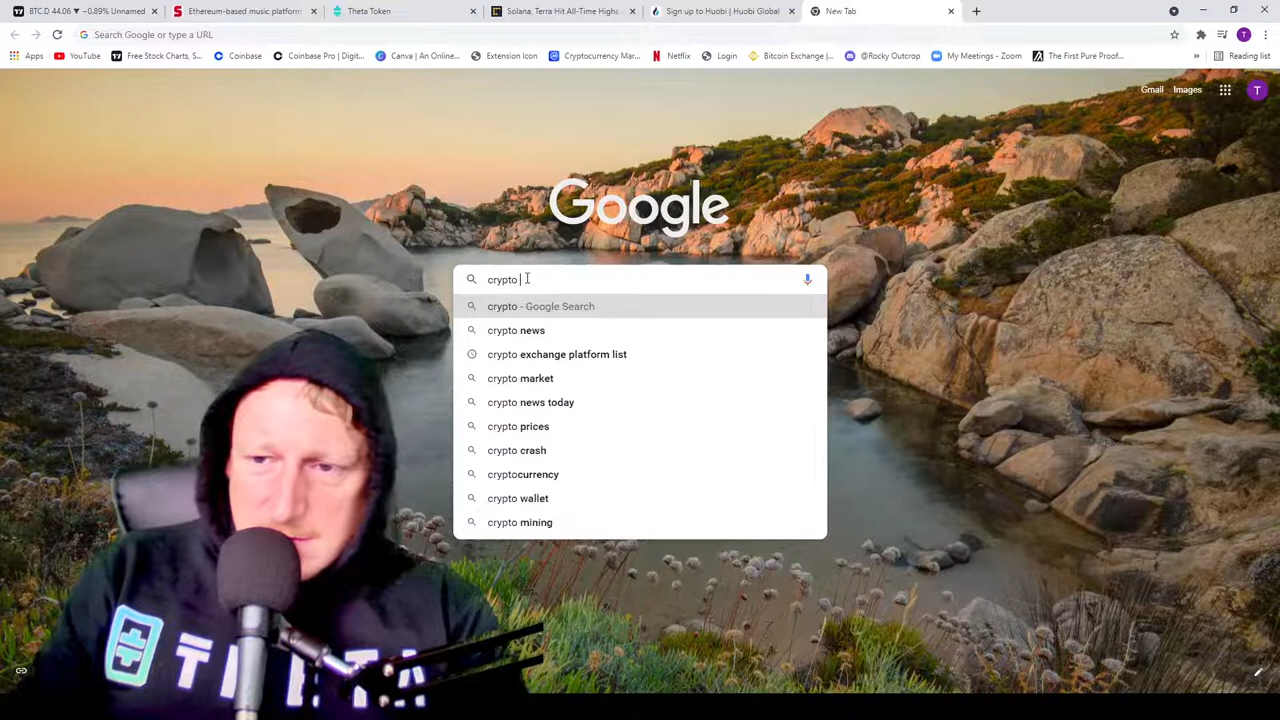 BTC.D 44.06 ▼ −0.89% Unnamed
Ethereum-based music platform
Theta Token
Solana, Terra Hit All-Time Highs
Sign up to Huobi | Huobi Global
New Tab
Search Google or type a URL
T
Apps
YouTube
Free Stock Charts, S...
Coinbase
Coinbase Pro | Digit...
Canva | An Online...
Extension Icon
Cryptocurrency Mar...
Netflix
Login
Bitcoin Exchange |...
@Rocky Outcrop
My Meetings - Zoom
The First Pure Proof...
»
Reading list
Gmail
Images
T
Google
crypto
crypto - Google Search
crypto news
crypto exchange platform list
crypto market
crypto news today
crypto prices
crypto crash
cryptocurrency
crypto wallet
crypto mining